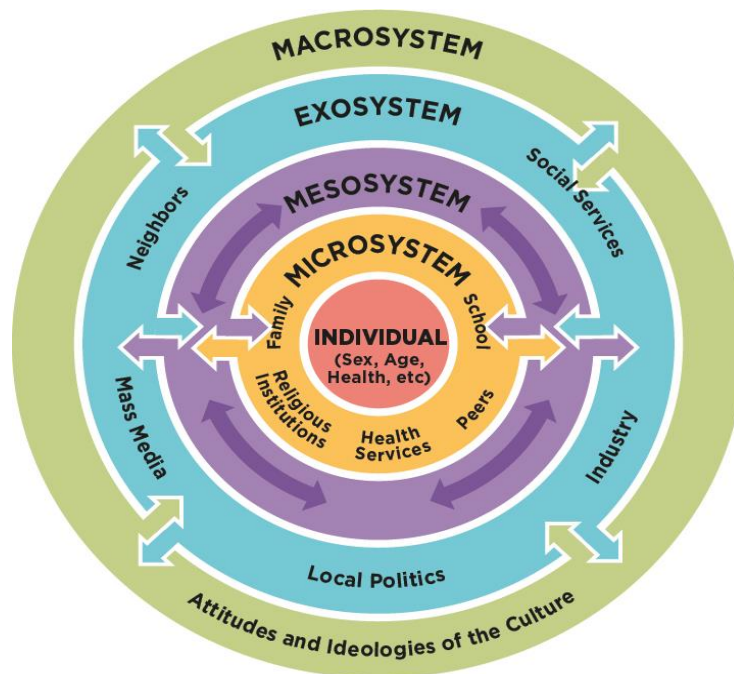 MACROSYSTEM
EXOSYSTEM
Neighbors
Social Services
MESOSYSTEM
MICROSYSTEM
Family
School
INDIVIDUAL
(Sex, Age,
Health, etc)
Religious
Institutions
Health
Services
Peers
Mass Media
Industry
Local Politics
Attitudes and Ideologies of the Culture